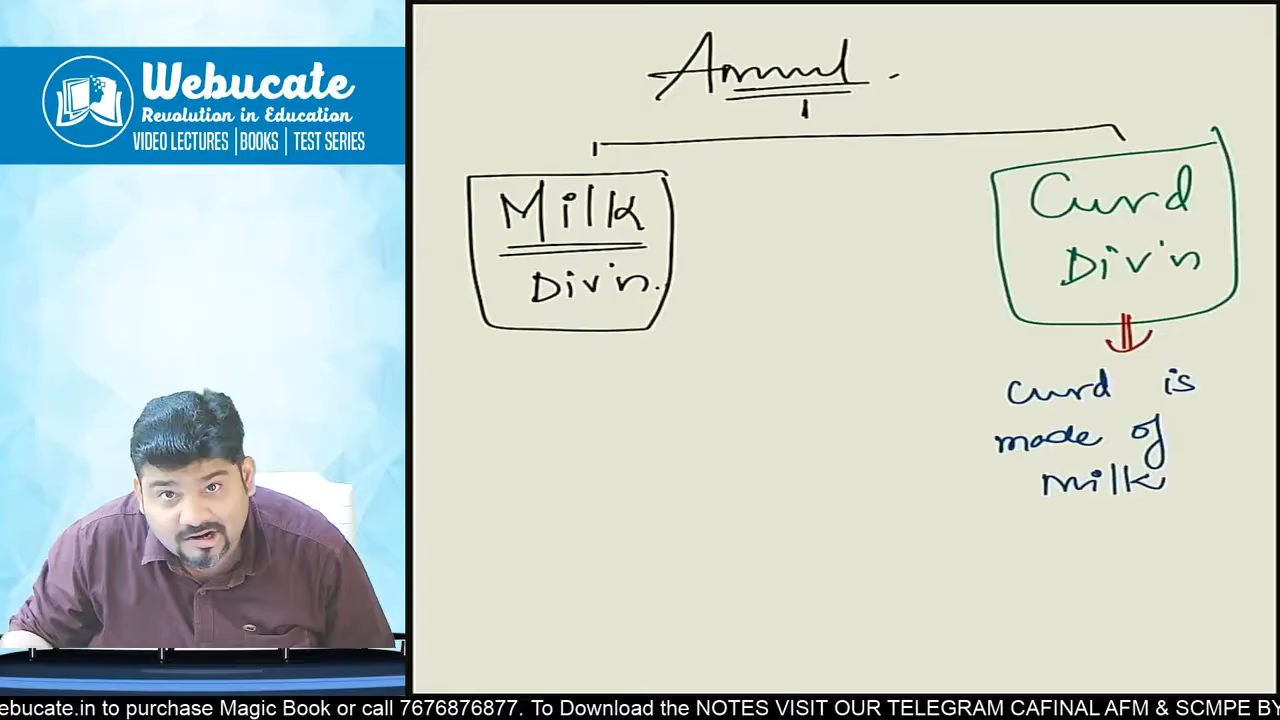 Webucate
Revolution in Education
VIDEO LECTURES | BOOKS | TEST SERIES
Amul.
Milk
Div'n.
Curd
Div'n
Curd is
made of
Milk
ebucate.in to purchase Magic Book or call 7676876877. To Download the NOTES VISIT OUR TELEGRAM CAFINAL AFM & SCMPE BY